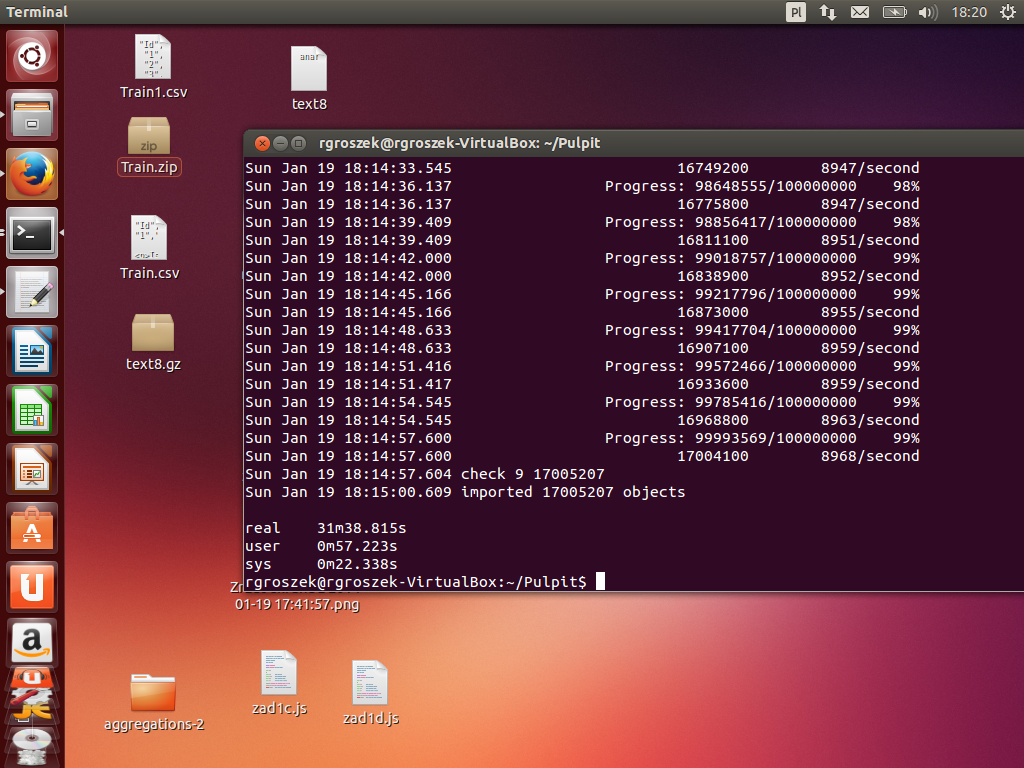 Terminal
Pl
18:20
Train1.csv
text8
zip
Train.zip
Train.csv
text8.gz
rgroszek@rgroszek-VirtualBox: ~/Pulpit
Sun Jan 19 18:14:33.545 16749200 8947/second
Sun Jan 19 18:14:36.137 Progress: 98648555/100000000 98%
Sun Jan 19 18:14:36.137 16775800 8947/second
Sun Jan 19 18:14:39.409 Progress: 98856417/100000000 98%
Sun Jan 19 18:14:39.409 16811100 8951/second
Sun Jan 19 18:14:42.000 Progress: 99018757/100000000 99%
Sun Jan 19 18:14:42.000 16838900 8952/second
Sun Jan 19 18:14:45.166 Progress: 99217796/100000000 99%
Sun Jan 19 18:14:45.166 16873000 8955/second
Sun Jan 19 18:14:48.633 Progress: 99417704/100000000 99%
Sun Jan 19 18:14:48.633 16907100 8959/second
Sun Jan 19 18:14:51.416 Progress: 99572466/100000000 99%
Sun Jan 19 18:14:51.417 16933600 8959/second
Sun Jan 19 18:14:54.545 Progress: 99785416/100000000 99%
Sun Jan 19 18:14:54.545 16968800 8963/second
Sun Jan 19 18:14:57.600 Progress: 99993569/100000000 99%
Sun Jan 19 18:14:57.600 17004100 8968/second
Sun Jan 19 18:14:57.604 check 9 17005207
Sun Jan 19 18:15:00.609 imported 17005207 objects
real 31m38.815s
user 0m57.223s
sys 0m22.338s
rgroszek@rgroszek-VirtualBox:~/Pulpit$
01-19 17:41:57.png
aggregations-2
zad1c.js
zad1d.js